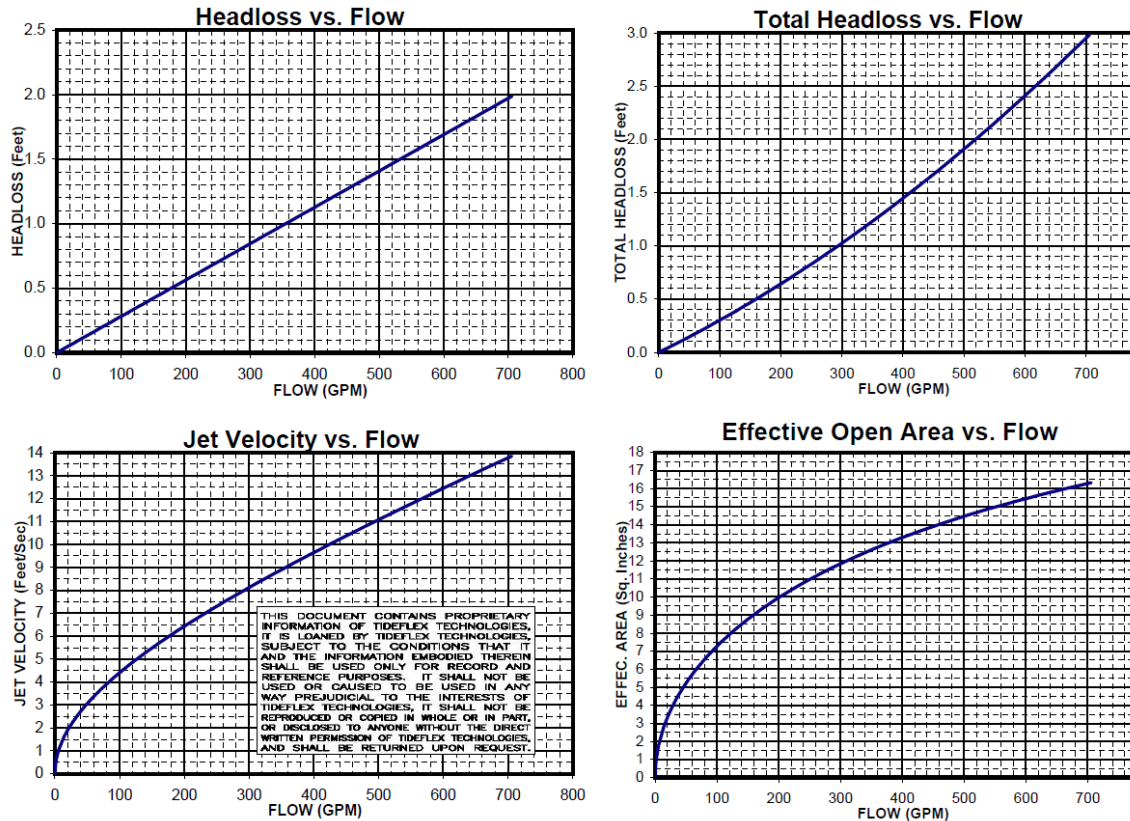 Headloss vs. Flow
2.5
2.0
1.5
1.0
0.5
0.0
HEADLOSS (Feet)
0 100 200 300 400 500 600 700 800
FLOW (GPM)
Total Headloss vs. Flow
3.0
2.5
2.0
1.5
1.0
0.5
0.0
TOTAL HEADLOSS (Feet)
0 100 200 300 400 500 600 700
FLOW (GPM)
Jet Velocity vs. Flow
14
13
12
11
10
9
8
7
6
5
4
3
2
1
0
JET VELOCITY (Feet/Sec)
THIS DOCUMENT CONTAINS PROPRIETARY
INFORMATION OF TIDEFLEX TECHNOLOGIES,
IT IS LOANED BY TIDEFLEX TECHNOLOGIES,
SUBJECT TO THE CONDITIONS THAT IT
AND THE INFORMATION EMBODIED THEREIN
SHALL BE USED ONLY FOR RECORD AND
REFERENCE PURPOSES. IT SHALL NOT BE
USED OR CAUSED TO BE USED IN ANY
WAY PREJUDICIAL TO THE INTERESTS OF
TIDEFLEX TECHNOLOGIES, IT SHALL NOT BE
REPRODUCED OR COPIED IN WHOLE OR IN PART,
OR DISCLOSED TO ANYONE WITHOUT THE DIRECT
WRITTEN PERMISSION OF TIDEFLEX TECHNOLOGIES,
AND SHALL BE RETURNED UPON REQUEST.
0 100 200 300 400 500 600 700 800
FLOW (GPM)
Effective Open Area vs. Flow
18
17
16
15
14
13
12
11
10
9
8
7
6
5
4
3
2
1
0
EFFEC. AREA (Sq. Inches)
0 100 200 300 400 500 600 700
FLOW (GPM)